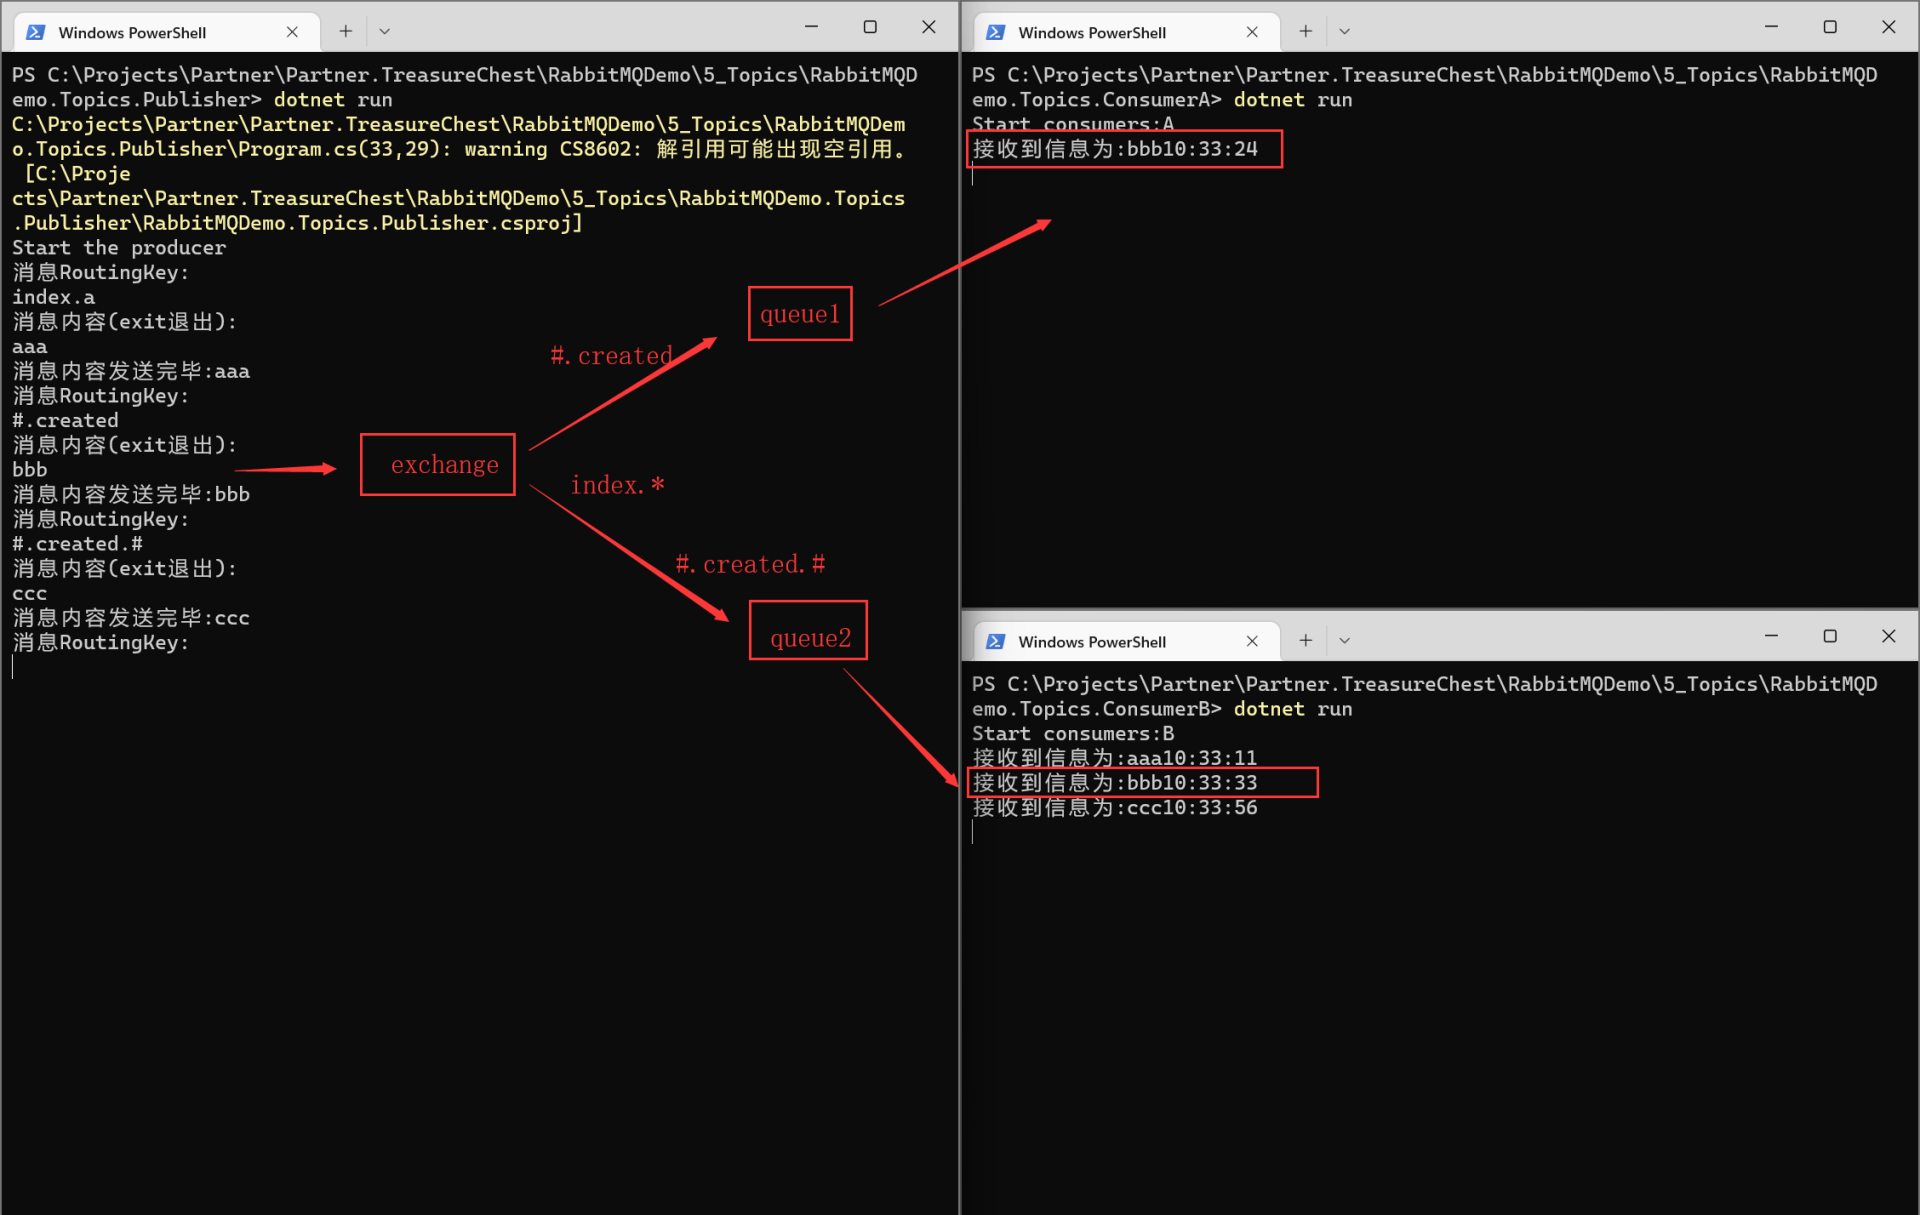 Windows PowerShell
PS C:\Projects\Partner\Partner.TreasureChest\RabbitMQDemo\5_Topics\RabbitMQD
emo.Topics.Publisher> dotnet run
C:\Projects\Partner\Partner.TreasureChest\RabbitMQDemo\5_Topics\RabbitMQDem
o.Topics.Publisher\Program.cs(33,29): warning CS8602: 解引用可能出现空引用。
[C:\Proje
cts\Partner\Partner.TreasureChest\RabbitMQDemo\5_Topics\RabbitMQDemo.Topics
.Publisher\RabbitMQDemo.Topics.Publisher.csproj]
Start the producer
消息RoutingKey:
index.a
消息内容(exit退出):
aaa
消息内容发送完毕:aaa
消息RoutingKey:
#.created
消息内容(exit退出):
bbb
消息内容发送完毕:bbb
消息RoutingKey:
#.created.#
消息内容(exit退出):
ccc
消息内容发送完毕:ccc
消息RoutingKey:
exchange
#.created
queue1
index.*
#.created.#
queue2
Windows PowerShell
PS C:\Projects\Partner\Partner.TreasureChest\RabbitMQDemo\5_Topics\RabbitMQD
emo.Topics.ConsumerA> dotnet run
Start consumers:A
接收到信息为:bbb10:33:24
Windows PowerShell
PS C:\Projects\Partner\Partner.TreasureChest\RabbitMQDemo\5_Topics\RabbitMQD
emo.Topics.ConsumerB> dotnet run
Start consumers:B
接收到信息为:aaa10:33:11
接收到信息为:bbb10:33:33
接收到信息为:ccc10:33:56